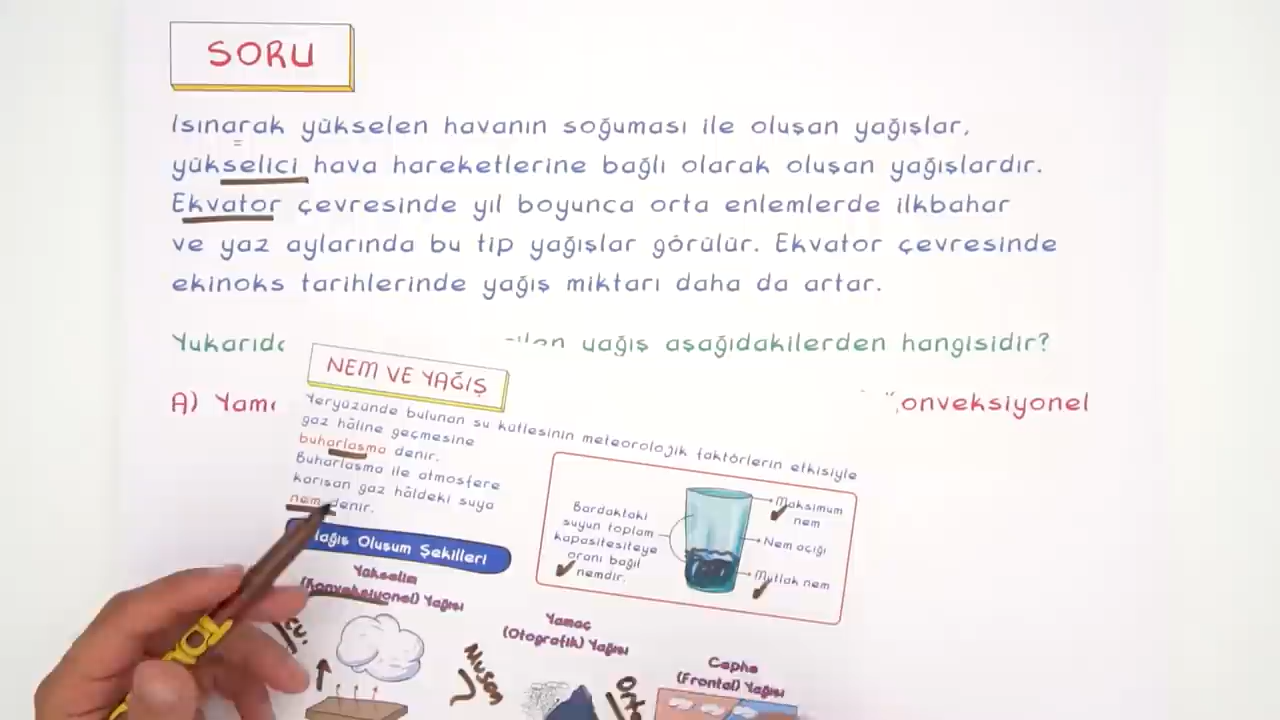 SORU
Isınarak yükselen havanın soğuması ile oluşan yağışlar,
yükselici hava hareketlerine bağlı olarak oluşan yağışlardır.
Ekvator çevresinde yıl boyunca orta enlemlerde ilkbahar
ve yaz aylarında bu tip yağışlar görülür. Ekvator çevresinde
ekinoks tarihlerinde yağış miktarı daha da artar.
yağış aşağıdakilerden hangisidir?
A)
onveksiyonel
NEM VE YAĞIŞ
Yeryüzünde bulunan su kütlesinin meteorolojik faktörlerin etkisiyle
gaz hâline geçmesine
buharlaşma denir.
Buharlaşma ile atmosfere
karışan gaz hâldeki suya
nem denir.
Bardaktaki
suyun toplam
kapasitesiteye
oranı bağıl
nemdir.
Maksimum
nem
Nem açığı
Mutlak nem
Yağış Oluşum Şekilleri
Yükselim
(Konveksiyonel) Yağışı
Yamaç
(Otografik) Yağışı
Cephe
(Frontal) Yağışı
Muson